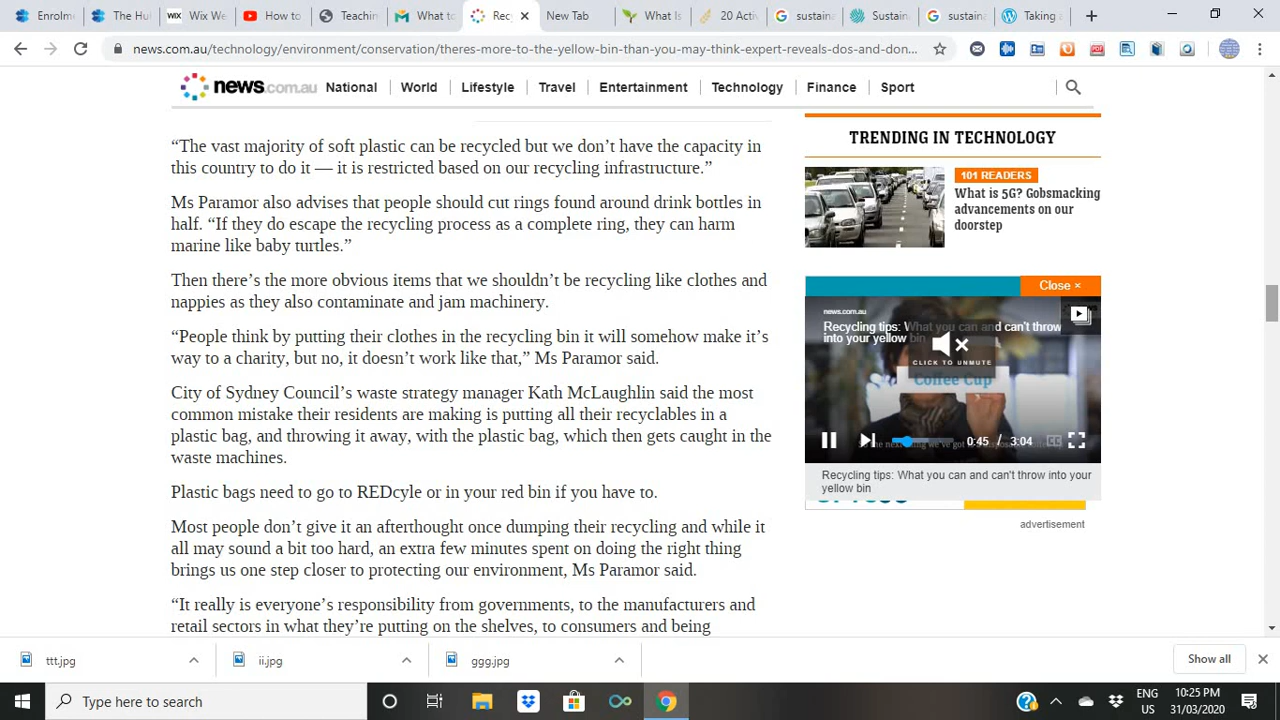 Enrolme
The Hu
WIX Wix We
How to
Teachin
What to
Rec
New Tab
What Is
20 Activ
sustaina
Sustain
sustaina
Taking a
news.com.au/technology/environment/conservation/theres-more-to-the-yellow-bin-than-you-may-think-expert-reveals-dos-and-don...
news.com.au National World Lifestyle Travel Entertainment Technology Finance Sport
“The vast majority of soft plastic can be recycled but we don’t have the capacity in
this country to do it — it is restricted based on our recycling infrastructure.”
Ms Paramor also advises that people should cut rings found around drink bottles in
half. “If they do escape the recycling process as a complete ring, they can harm
marine like baby turtles.”
Then there’s the more obvious items that we shouldn’t be recycling like clothes and
nappies as they also contaminate and jam machinery.
“People think by putting their clothes in the recycling bin it will somehow make it’s
way to a charity, but no, it doesn’t work like that,” Ms Paramor said.
City of Sydney Council’s waste strategy manager Kath McLaughlin said the most
common mistake their residents are making is putting all their recyclables in a
plastic bag, and throwing it away, with the plastic bag, which then gets caught in the
waste machines.
Plastic bags need to go to REDcyle or in your red bin if you have to.
Most people don’t give it an afterthought once dumping their recycling and while it
all may sound a bit too hard, an extra few minutes spent on doing the right thing
brings us one step closer to protecting our environment, Ms Paramor said.
“It really is everyone’s responsibility from governments, to the manufacturers and
retail sectors in what they’re putting on the shelves, to consumers and being
TRENDING IN TECHNOLOGY
101 READERS
What is 5G? Gobsmacking
advancements on our
doorstep
Close ×
news.com.au
Recycling tips: What you can and can't throw
into your yellow bin
CLICK TO UNMUTE
Coffee Cup
0:45 / 3:04
CC
Recycling tips: What you can and can't throw into your
yellow bin
advertisement
ttt.jpg
ii.jpg
ggg.jpg
Show all
Type here to search
ENG
US
10:25 PM
31/03/2020